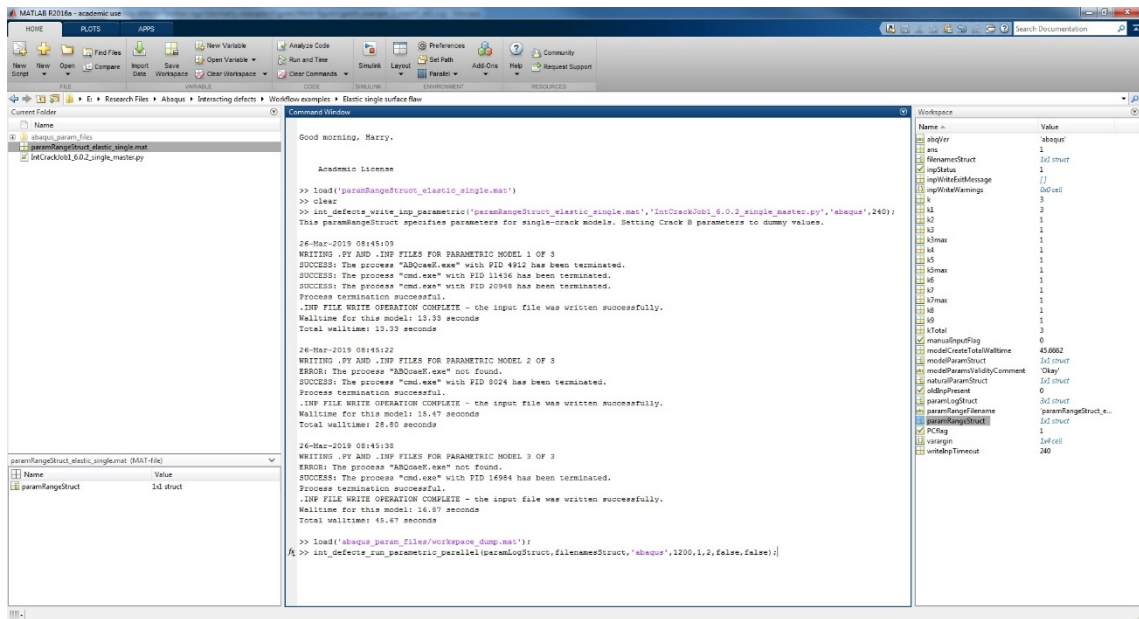 MATLAB R2016a - academic use
HOME PLOTS APPS
Search Documentation
New Script
New
Open
Find Files
Compare
Import Data
Save Workspace
New Variable
Open Variable
Clear Workspace
Analyze Code
Run and Time
Clear Commands
Simulink
Layout
Preferences
Set Path
Parallel
Add-Ons
Help
Community
Request Support
FILE VARIABLE CODE SIMULINK ENVIRONMENT RESOURCES
E: Research Files Abaqus Interacting defects Workflow examples Elastic single surface flaw
Current Folder
Name
abaqus_param_files
paramRangeStruct_elastic_single.mat
IntCrackJob1_6.0.2_single_master.py
paramRangeStruct_elastic_single.mat (MAT-file)
Name Value
paramRangeStruct 1x1 struct
Command Window
Good morning, Harry.
Academic License
>> load('paramRangeStruct_elastic_single.mat')
>> clear
>> int_defects_write_inp_parametric('paramRangeStruct_elastic_single.mat','IntCrackJob1_6.0.2_single_master.py','abaqus',240);
This paramRangeStruct specifies parameters for single-crack models. Setting Crack B parameters to dummy values.
26-Mar-2019 08:45:09
WRITING .PY AND .INP FILES FOR PARAMETRIC MODEL 1 OF 3
SUCCESS: The process "ABQcaeK.exe" with PID 4912 has been terminated.
SUCCESS: The process "cmd.exe" with PID 11436 has been terminated.
SUCCESS: The process "cmd.exe" with PID 20948 has been terminated.
Process termination successful.
.INP FILE WRITE OPERATION COMPLETE - the input file was written successfully.
Walltime for this model: 13.33 seconds
Total walltime: 13.33 seconds
26-Mar-2019 08:45:22
WRITING .PY AND .INP FILES FOR PARAMETRIC MODEL 2 OF 3
ERROR: The process "ABQcaeK.exe" not found.
SUCCESS: The process "cmd.exe" with PID 8024 has been terminated.
Process termination successful.
.INP FILE WRITE OPERATION COMPLETE - the input file was written successfully.
Walltime for this model: 15.47 seconds
Total walltime: 28.80 seconds
26-Mar-2019 08:45:38
WRITING .PY AND .INP FILES FOR PARAMETRIC MODEL 3 OF 3
ERROR: The process "ABQcaeK.exe" not found.
SUCCESS: The process "cmd.exe" with PID 16984 has been terminated.
Process termination successful.
.INP FILE WRITE OPERATION COMPLETE - the input file was written successfully.
Walltime for this model: 16.87 seconds
Total walltime: 45.67 seconds
>> load('abaqus_param_files/workspace_dump.mat');
fx >> int_defects_run_parametric_parallel(paramLogStruct,filenamesStruct,'abaqus',1200,1,2,false,false);
Workspace
Name Value
abqVer 'abaqus'
ans 1
filenamesStruct 1x1 struct
inpStatus 1
inpWriteExitMessage []
inpWriteWarnings 0x0 cell
k 3
k1 3
k2 1
k3 1
k3max 1
k4 1
k5 1
k5max 1
k6 1
k7 1
k7max 1
k8 1
k9 1
kTotal 3
manualInputFlag 0
modelCreateTotalWalltime 45.6662
modelParamStruct 1x1 struct
modelParamsValidityComment 'Okay'
naturalParamStruct 1x1 struct
oldInpPresent 0
paramLogStruct 3x1 struct
paramRangeFilename 'paramRangeStruct_e...
paramRangeStruct 1x1 struct
PCflag 1
varargin 1x4 cell
writeInpTimeout 240